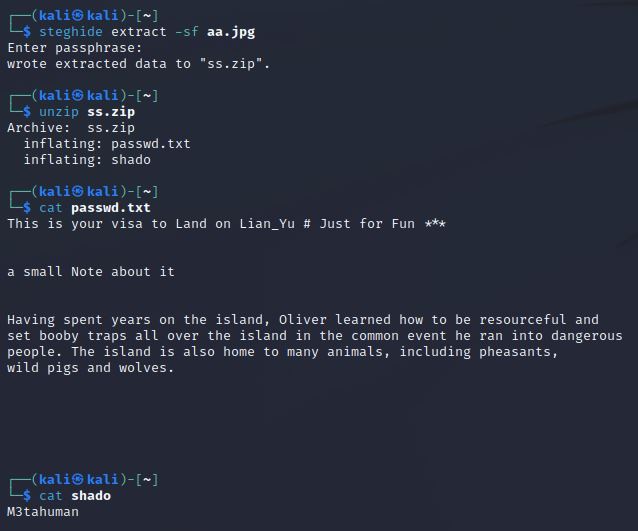 ┌──(kali㉿kali)-[~]
└─$ steghide extract -sf aa.jpg
Enter passphrase:
wrote extracted data to "ss.zip".
┌──(kali㉿kali)-[~]
└─$ unzip ss.zip
Archive:  ss.zip
  inflating: passwd.txt
  inflating: shado
┌──(kali㉿kali)-[~]
└─$ cat passwd.txt
This is your visa to Land on Lian_Yu # Just for Fun ***
a small Note about it
Having spent years on the island, Oliver learned how to be resourceful and
set booby traps all over the island in the common event he ran into dangerous
people. The island is also home to many animals, including pheasants,
wild pigs and wolves.
┌──(kali㉿kali)-[~]
└─$ cat shado
M3tahuman